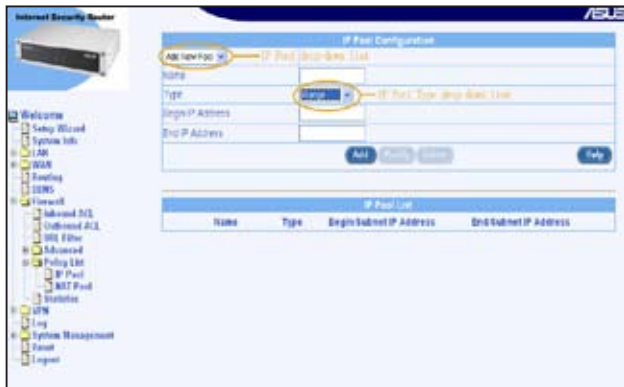 Internet Security Router
ASUS
IP Pool Configuration
Add New Pool
IP Pool drop-down List
Name
Type
Range
IP Pool Type drop-down List
Begin IP Address
End IP Address
Add
Modify
Delete
Help
IP Pool List
Name Type Begin/Subnet IP Address End/Subnet IP Address
Welcome
Setup Wizard
System Info
LAN
WAN
Routing
DDNS
Firewall
Inbound ACL
Outbound ACL
URL Filter
Advanced
Policy List
IP Pool
NAT Pool
Statistics
VPN
Log
System Management
Reset
Logout